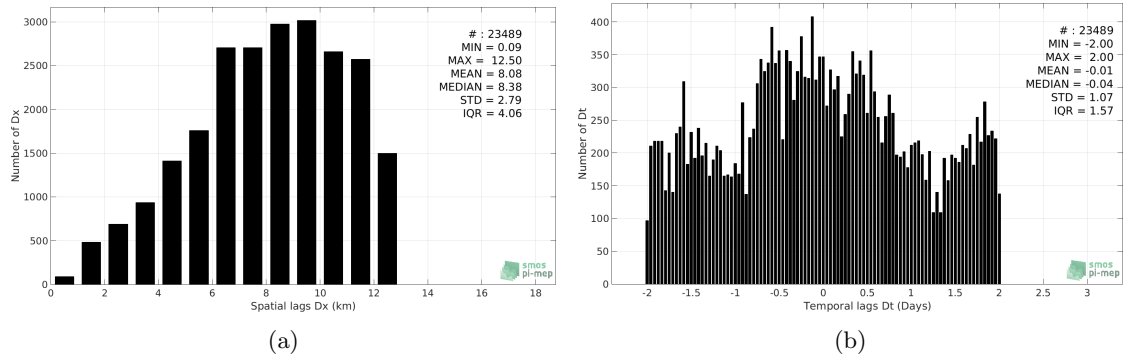 3000
2500
2000
1500
1000
500
0
Number of Dx
# : 23489
MIN = 0.09
MAX = 12.50
MEAN = 8.08
MEDIAN = 8.38
STD = 2.79
IQR = 4.06
smos
pi-mep
0 2 4 6 8 10 12 14 16 18
Spatial lags Dx (km)
(a)
400
350
300
250
200
150
100
50
0
Number of Dt
# : 23489
MIN = -2.00
MAX = 2.00
MEAN = -0.01
MEDIAN = -0.04
STD = 1.07
IQR = 1.57
smos
pi-mep
-2 -1.5 -1 -0.5 0 0.5 1 1.5 2 2.5 3
Temporal lags Dt (Days)
(b)